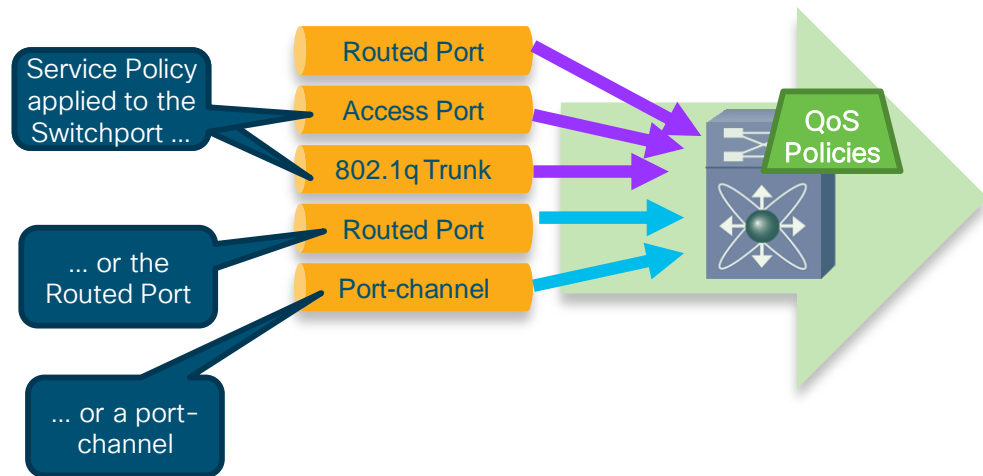 Service Policy
applied to the
Switchport ...
... or the
Routed Port
... or a port-
channel
Routed Port
Access Port
802.1q Trunk
Routed Port
Port-channel
QoS
Policies